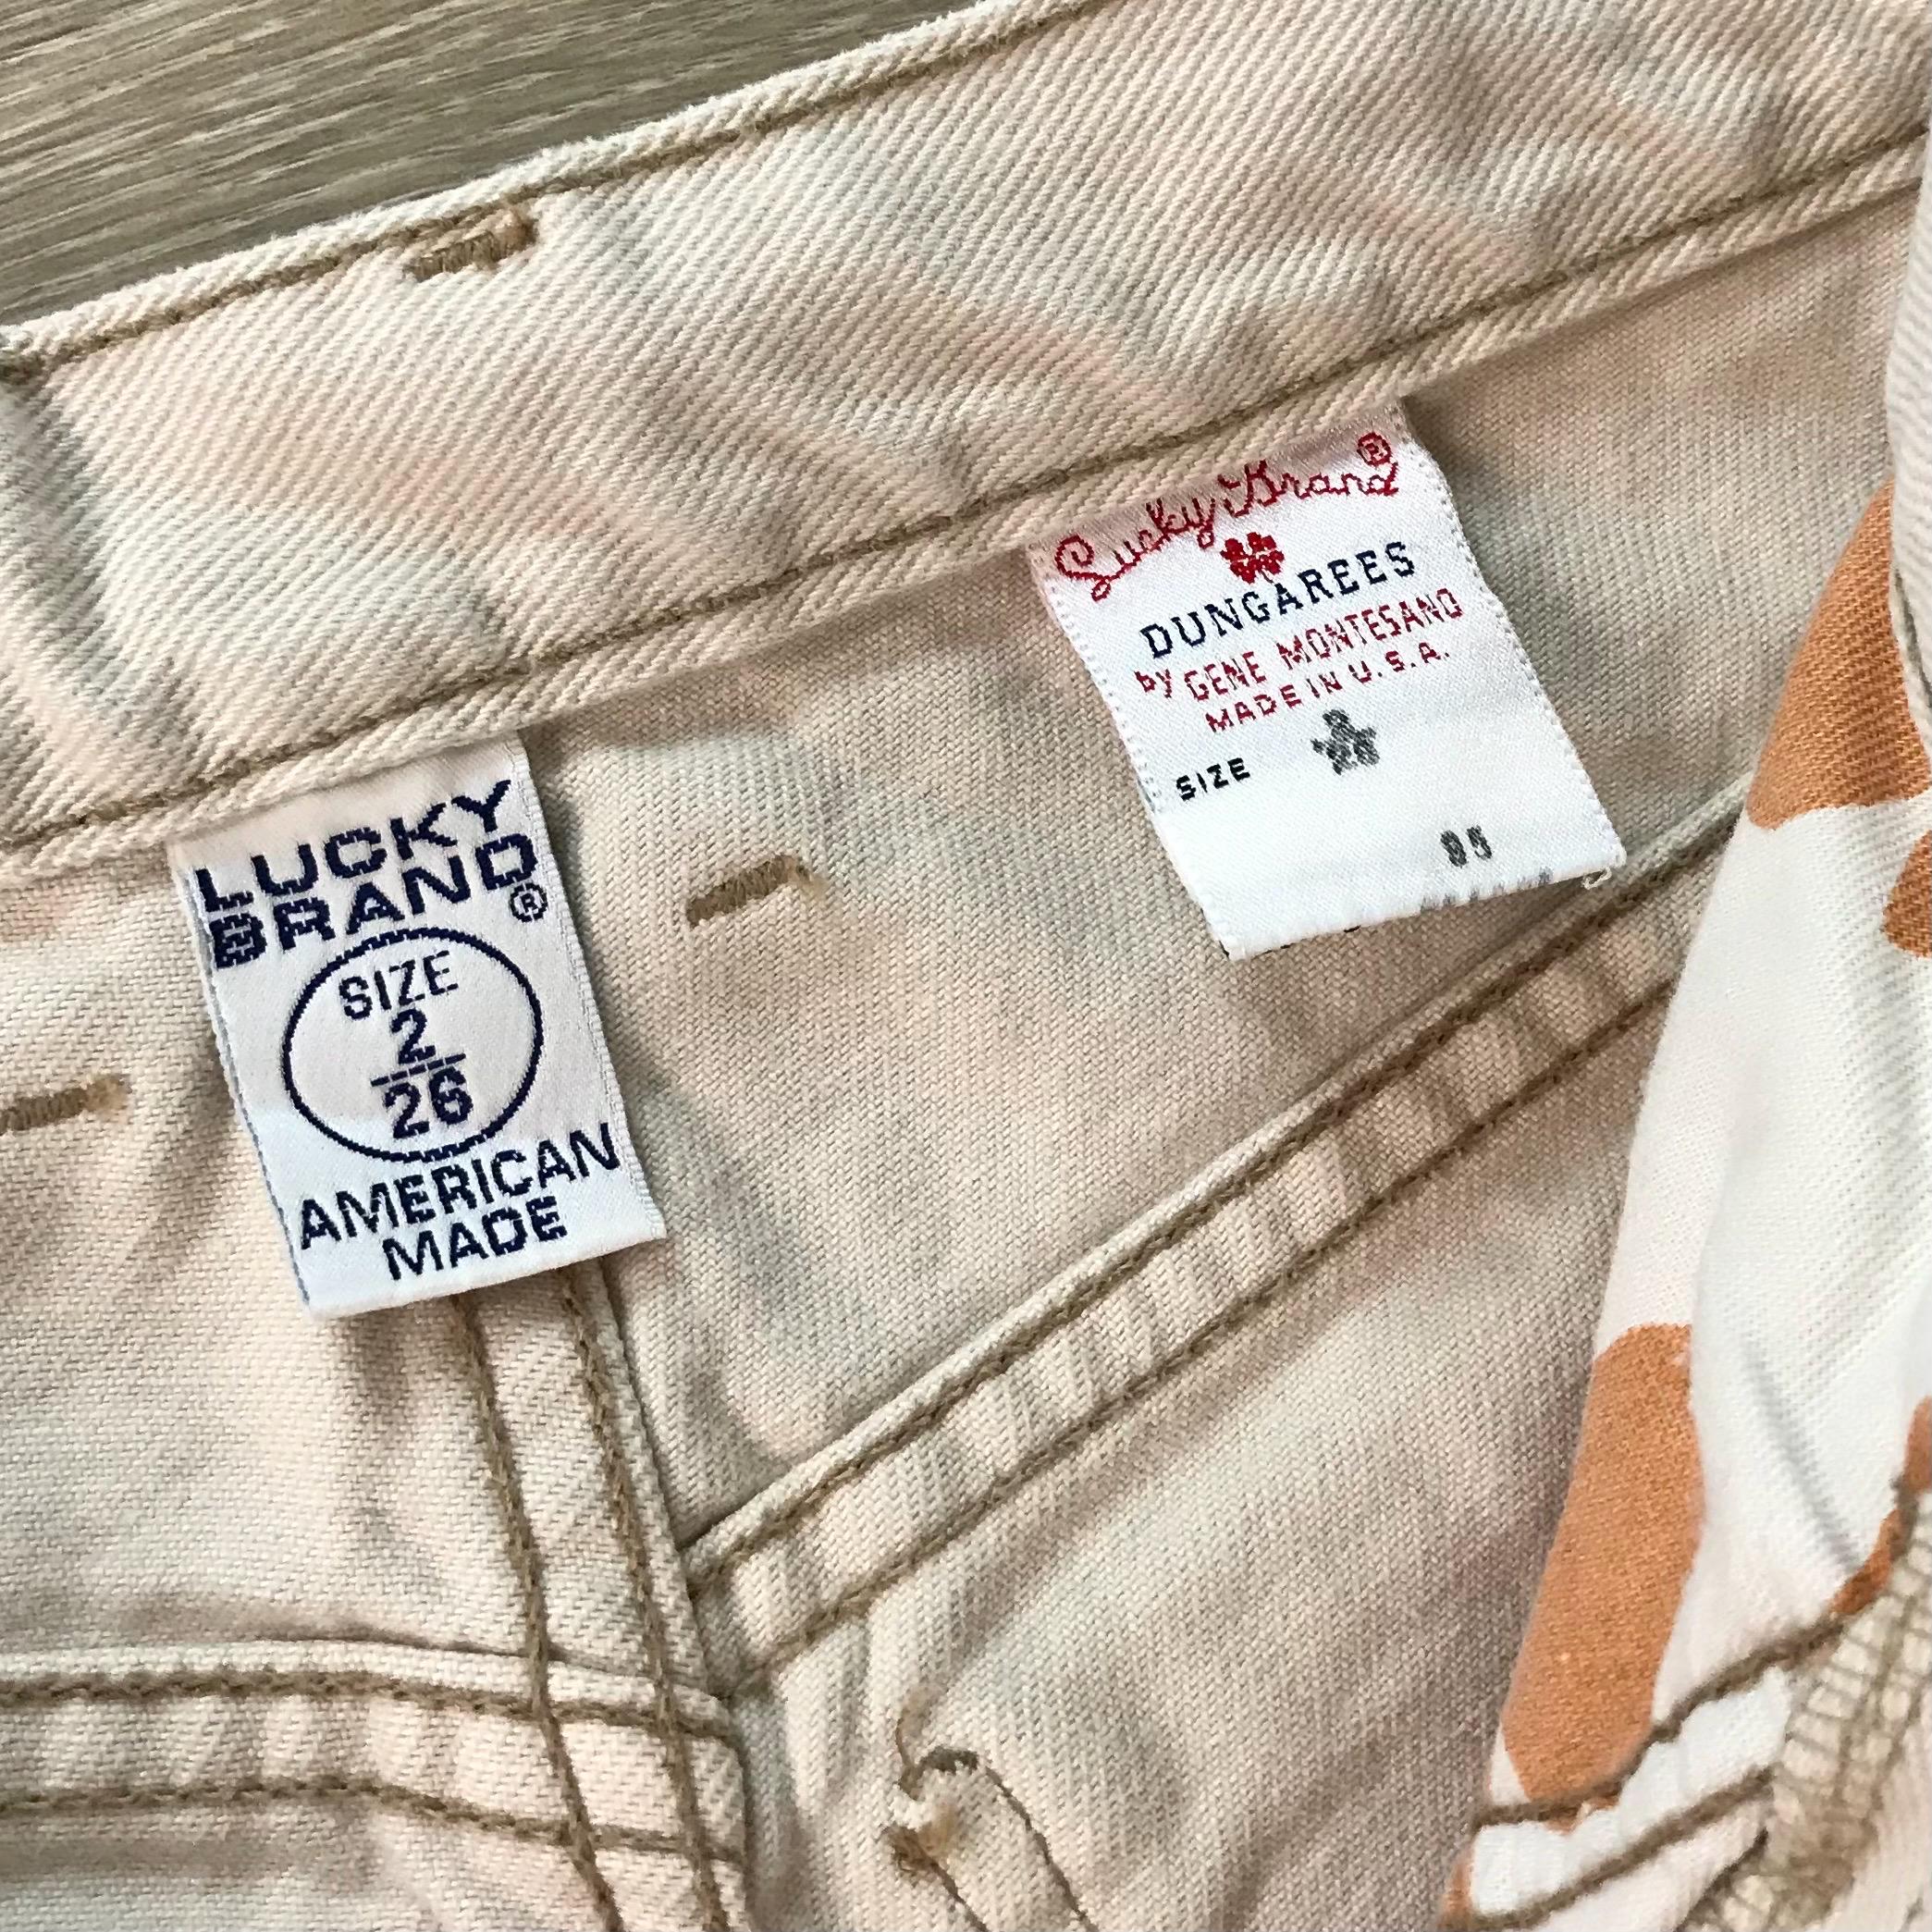 LUCKY
BRAND®
SIZE
2
26
AMERICAN
MADE
Lucky Brand®
DUNGAREES
by GENE MONTESANO
MADE IN U.S.A.
SIZE